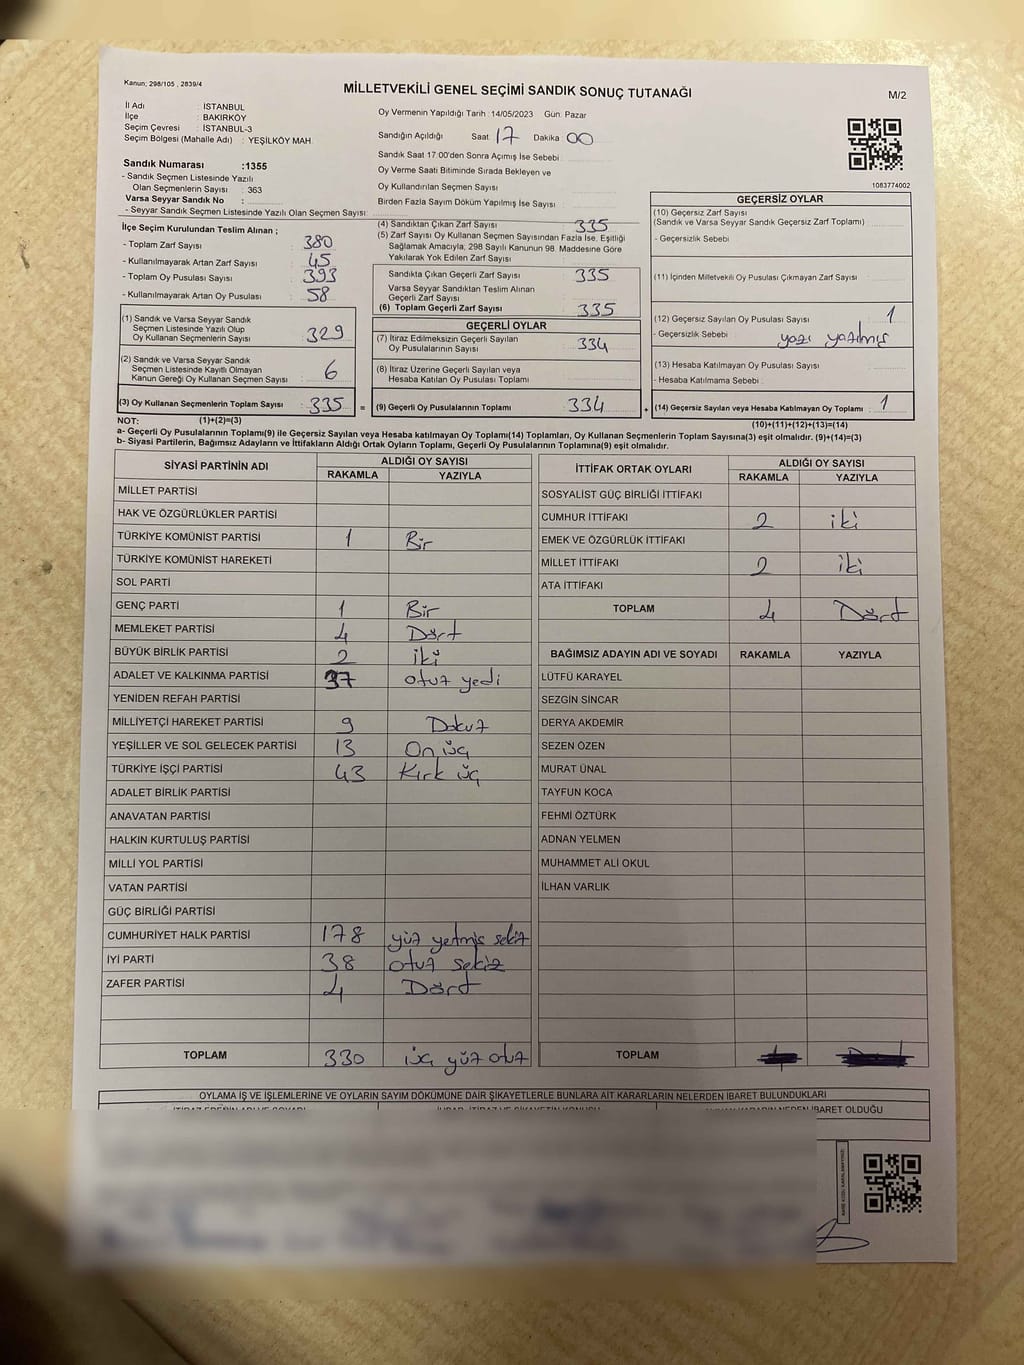 Kanun; 298/105 , 2839/4
MİLLETVEKİLİ GENEL SEÇİMİ SANDIK SONUÇ TUTANAĞI
M/2
İl Adı : İSTANBUL
İlçe : BAKIRKÖY
Seçim Çevresi : İSTANBUL-3
Seçim Bölgesi (Mahalle Adı) : YEŞİLKÖY MAH.
Oy Vermenin Yapıldığı Tarih :14/05/2023 Gün: Pazar
Sandığın Açıldığı Saat 17 Dakika 00
Sandık Saat 17:00'den Sonra Açımış İse Sebebi :
Oy Verme Saati Bitiminde Sırada Bekleyen ve
Oy Kullandırılan Seçmen Sayısı
Birden Fazla Sayım Döküm Yapılmış İse Sayısı :
1083774002
Sandık Numarası :1355
- Sandık Seçmen Listesinde Yazılı
Olan Seçmenlerin Sayısı : 363
Varsa Seyyar Sandık No :
- Seyyar Sandık Seçmen Listesinde Yazılı Olan Seçmen Sayısı:
İlçe Seçim Kurulundan Teslim Alınan ;
- Toplam Zarf Sayısı : 380
- Kullanılmayarak Artan Zarf Sayısı : 45
- Toplam Oy Pusulası Sayısı : 393
- Kullanılmayarak Artan Oy Pusulası : 58
(1) Sandık ve Varsa Seyyar Sandık
Seçmen Listesinde Yazılı Olup
Oy Kullanan Seçmenlerin Sayısı : 329
(2) Sandık ve Varsa Seyyar Sandık
Seçmen Listesinde Kayıtlı Olmayan
Kanun Gereği Oy Kullanan Seçmen Sayısı : 6
(3) Oy Kullanan Seçmenlerin Toplam Sayısı : 335
(4) Sandıktan Çıkan Zarf Sayısı : 335
(5) Zarf Sayısı Oy Kullanan Seçmen Sayısından Fazla İse, Eşitliği
Sağlamak Amacıyla, 298 Sayılı Kanunun 98. Maddesine Göre
Yakılarak Yok Edilen Zarf Sayısı :
Sandıkta Çıkan Geçerli Zarf Sayısı : 335
Varsa Seyyar Sandıktan Teslim Alınan
Geçerli Zarf Sayısı :
(6) Toplam Geçerli Zarf Sayısı : 335
GEÇERLİ OYLAR
(7) İtiraz Edilmeksizin Geçerli Sayılan
Oy Pusulalarının Sayısı : 334
(8) İtiraz Üzerine Geçerli Sayılan veya
Hesaba Katılan Oy Pusulası Toplamı :
= (9) Geçerli Oy Pusulalarının Toplamı : 334
GEÇERSİZ OYLAR
(10) Geçersiz Zarf Sayısı
(Sandık ve Varsa Seyyar Sandık Geçersiz Zarf Toplamı) :
- Geçersizlik Sebebi :
(11) İçinden Milletvekili Oy Pusulası Çıkmayan Zarf Sayısı :
(12) Geçersiz Sayılan Oy Pusulası Sayısı : 1
- Geçersizlik Sebebi : yazı yazılmış
(13) Hesaba Katılmayan Oy Pusulası Sayısı :
- Hesaba Katılmama Sebebi :
+ (14) Geçersiz Sayılan veya Hesaba Katılmayan Oy Toplamı : 1
NOT: (1)+(2)=(3) (10)+(11)+(12)+(13)=(14)
a- Geçerli Oy Pusulalarının Toplamı(9) ile Geçersiz Sayılan veya Hesaba katılmayan Oy Toplamı(14) Toplamları, Oy Kullanan Seçmenlerin Toplam Sayısına(3) eşit olmalıdır. (9)+(14)=(3)
b- Siyasi Partilerin, Bağımsız Adayların ve İttifakların Aldığı Ortak Oyların Toplamı, Geçerli Oy Pusulalarının Toplamına(9) eşit olmalıdır.
SİYASİ PARTİNİN ADI ALDIĞI OY SAYISI
RAKAMLA YAZIYLA
MİLLET PARTİSİ
HAK VE ÖZGÜRLÜKLER PARTİSİ
TÜRKİYE KOMÜNİST PARTİSİ 1 Bir
TÜRKİYE KOMÜNİST HAREKETİ
SOL PARTİ
GENÇ PARTİ 1 Bir
MEMLEKET PARTİSİ 4 Dört
BÜYÜK BİRLİK PARTİSİ 2 iki
ADALET VE KALKINMA PARTİSİ 37 otuz yedi
YENİDEN REFAH PARTİSİ
MİLLİYETÇİ HAREKET PARTİSİ 9 Dokuz
YEŞİLLER VE SOL GELECEK PARTİSİ 13 On üç
TÜRKİYE İŞÇİ PARTİSİ 43 Kırk üç
ADALET BİRLİK PARTİSİ
ANAVATAN PARTİSİ
HALKIN KURTULUŞ PARTİSİ
MİLLİ YOL PARTİSİ
VATAN PARTİSİ
GÜÇ BİRLİĞİ PARTİSİ
CUMHURİYET HALK PARTİSİ 178 yüz yetmiş sekiz
İYİ PARTİ 38 otuz sekiz
ZAFER PARTİSİ 4 Dört
TOPLAM 330 üç yüz otuz
İTTİFAK ORTAK OYLARI ALDIĞI OY SAYISI
RAKAMLA YAZIYLA
SOSYALİST GÜÇ BİRLİĞİ İTTİFAKI
CUMHUR İTTİFAKI 2 iki
EMEK VE ÖZGÜRLÜK İTTİFAKI
MİLLET İTTİFAKI 2 iki
ATA İTTİFAKI
TOPLAM 4 Dört
BAĞIMSIZ ADAYIN ADI VE SOYADI RAKAMLA YAZIYLA
LÜTFÜ KARAYEL
SEZGİN SİNCAR
DERYA AKDEMİR
SEZEN ÖZEN
MURAT ÜNAL
TAYFUN KOCA
FEHMİ ÖZTÜRK
ADNAN YELMEN
MUHAMMET ALİ OKUL
İLHAN VARLIK
TOPLAM
OYLAMA İŞ VE İŞLEMLERİNE VE OYLARIN SAYIM DÖKÜMÜNE DAİR ŞİKAYETLERLE BUNLARA AİT KARARLARIN NELERDEN İBARET BULUNDUKLARI
İBARET OLDUĞU